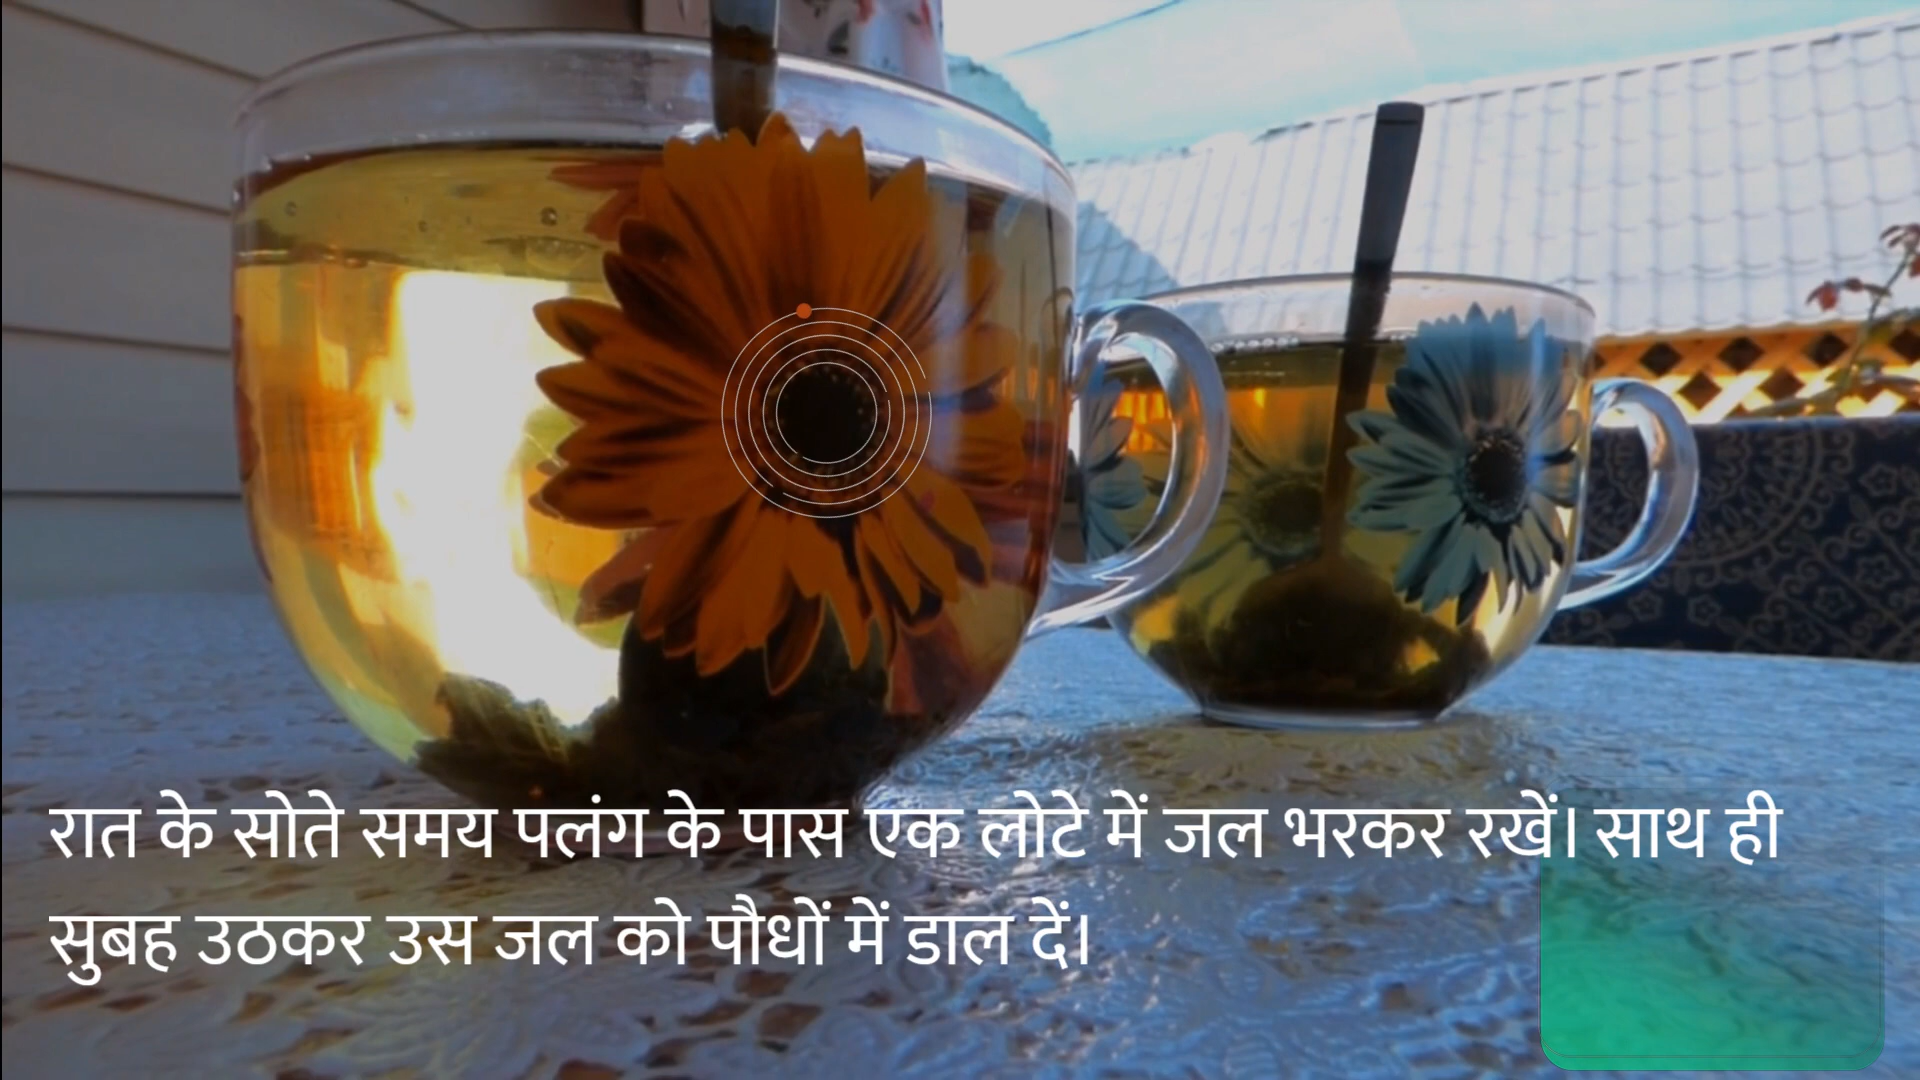 रात के सोते समय पलंग के पास एक लोटे में जल भरकर रखें। साथ ही
सुबह उठकर उस जल को पौधों में डाल दें।